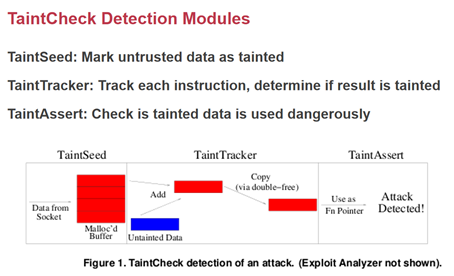 TaintCheck Detection Modules
TaintSeed: Mark untrusted data as tainted
TaintTracker: Track each instruction, determine if result is tainted
TaintAssert: Check is tainted data is used dangerously
TaintSeed
TaintTracker
TaintAssert
Data from
Socket
Malloc'd
Buffer
Add
Untainted Data
Copy
(via double-free)
Use as
Fn Pointer
Attack
Detected!
Figure 1. TaintCheck detection of an attack. (Exploit Analyzer not shown).